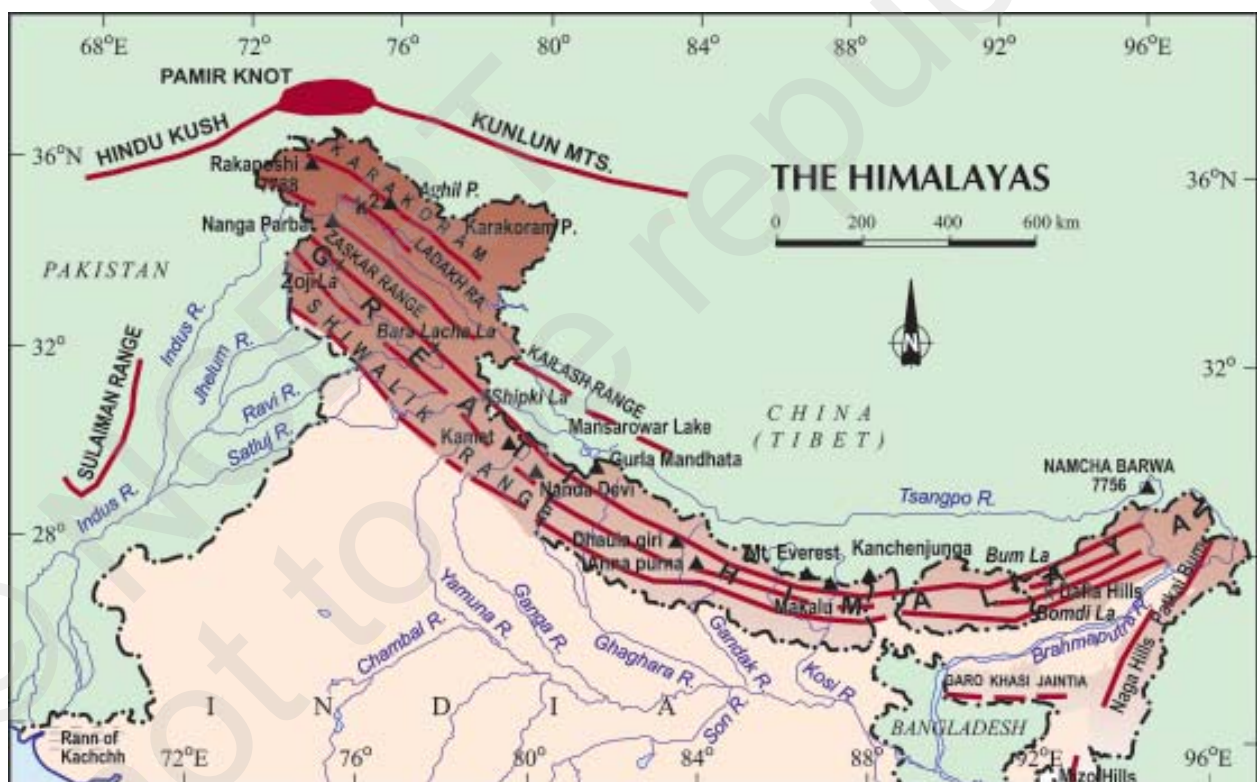 68°E 72° 76° 80° 84° 88° 92° 96°E
PAMIR KNOT
HINDU KUSH
KUNLUN MTS.
36°N
36°N
THE HIMALAYAS
0 200 400 600 km
Rakaposhi
7788
KARAKORAM
Aghil P.
K2
Karakoram P.
Nanga Parbat
LADAKH RA.
ZASKAR RANGE
PAKISTAN
Zoji La
GREAT HIMALAYA
N
Bara Lacha La
SHIWALIK RANGE
32°
32°
Indus R.
Jhelum R.
Ravi R.
Satluj R.
SULAIMAN RANGE
Shipki La
KAILASH RANGE
CHINA
(TIBET)
Mansarowar Lake
Kamet
Gurla Mandhata
Nanda Devi
NAMCHA BARWA
7756
Tsangpo R.
Indus R.
28°
28°
Dhaula giri
Anna purna
Mt. Everest
Kanchenjunga
Makalu
Bum La
Dafla Hills
Bomdi La
Patkai Bum
Brahmaputra R.
Naga Hills
Yamuna R.
Ganga R.
Chambal R.
Ghaghara R.
Gandak R.
Kosi R.
Son R.
GARO KHASI JAINTIA
INDIA
BANGLADESH
Rann of
Kachchh
72°E 76° 80° 84° 88° 92°E 96°E
Mizo Hills
not to be repub